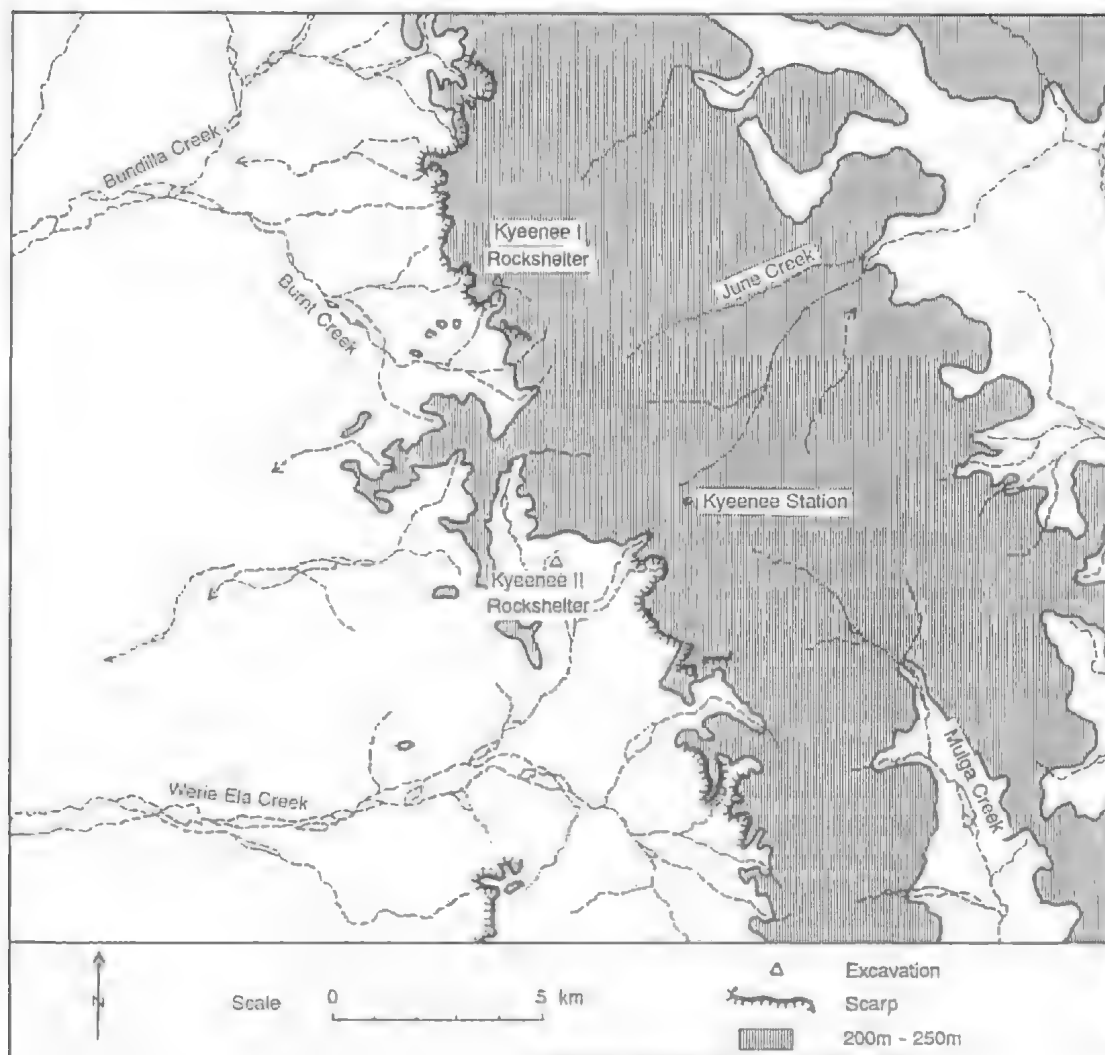 Bundilla Creek
Kyeenee I
Rockshelter
June Creek
Burnt Creek
Kyeenee Station
Kyeenee II
Rockshelter
Mulga Creek
Werie Ela Creek
N
Scale 0 5 km
Excavation
Scarp
200m - 250m